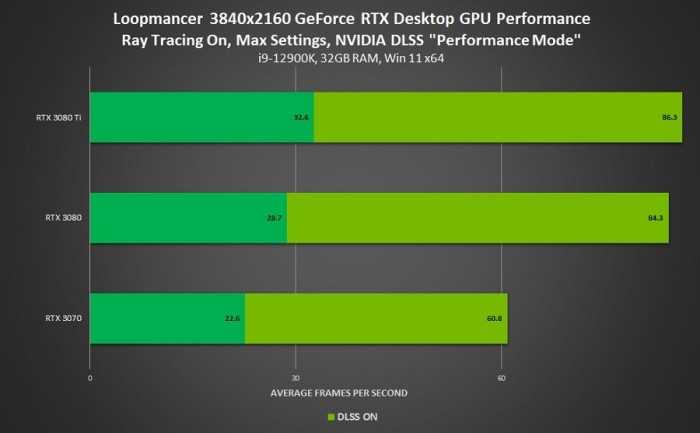 Loopmancer 3840x2160 GeForce RTX Desktop GPU Performance
Ray Tracing On, Max Settings, NVIDIA DLSS "Performance Mode"
i9-12900K, 32GB RAM, Win 11 x64
RTX 3080 Ti 32.6 86.3
RTX 3080 28.7 84.3
RTX 3070 22.6 60.8
0 30 60
AVERAGE FRAMES PER SECOND
DLSS ON